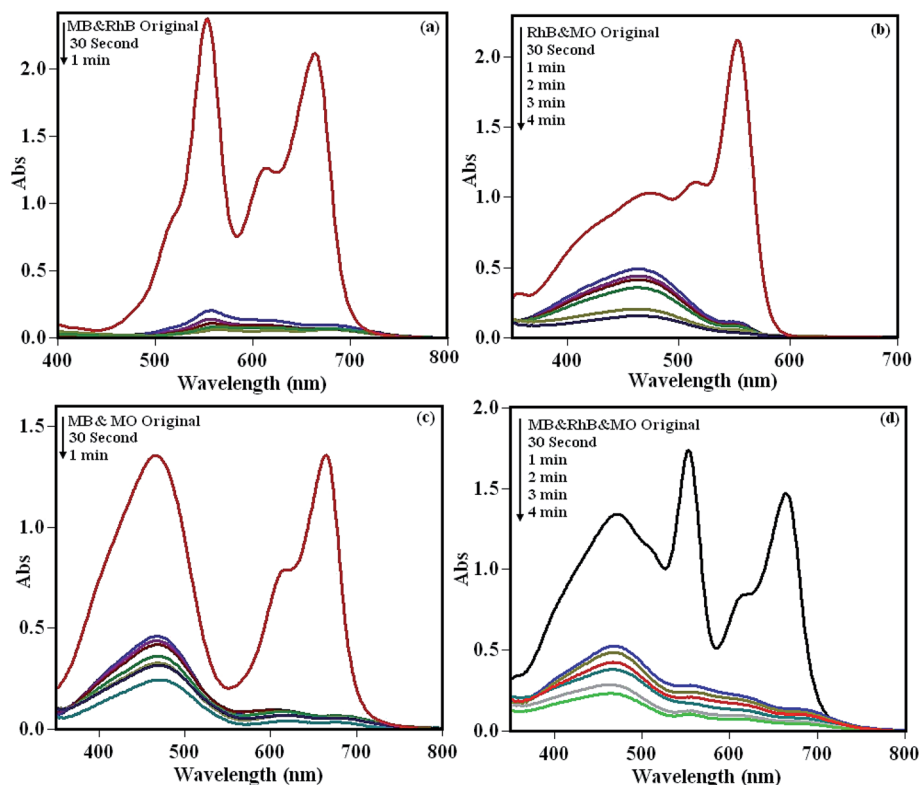 MB&RhB Original
30 Second
1 min
(a)
2.0
1.5
1.0
0.5
0.0
Abs
400 500 600 700 800
Wavelength (nm)
RhB&MO Original
30 Second
1 min
2 min
3 min
4 min
(b)
2.0
1.5
1.0
0.5
0.0
Abs
400 500 600 700
Wavelength (nm)
MB& MO Original
30 Second
1 min
(c)
1.5
1.0
0.5
0.0
Abs
400 500 600 700 800
Wavelength (nm)
MB&RhB&MO Original
30 Second
1 min
2 min
3 min
4 min
(d)
2.0
1.5
1.0
0.5
0.0
Abs
400 500 600 700 800
Wavelength (nm)